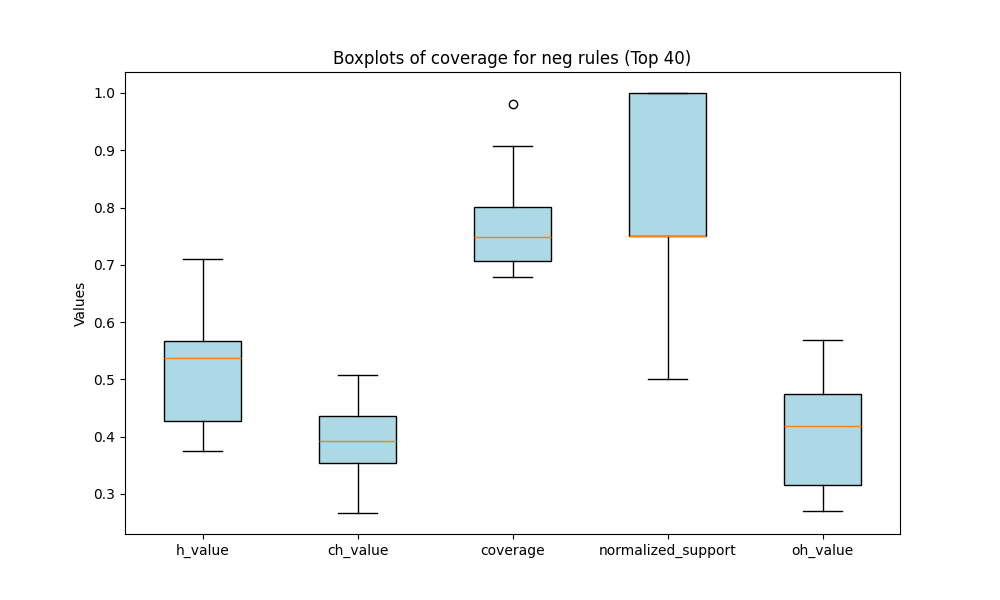 Boxplots of coverage for neg rules (Top 40)
1.0
0.9
0.8
0.7
0.6
0.5
0.4
0.3
Values
h_value
ch_value
coverage
normalized_support
oh_value